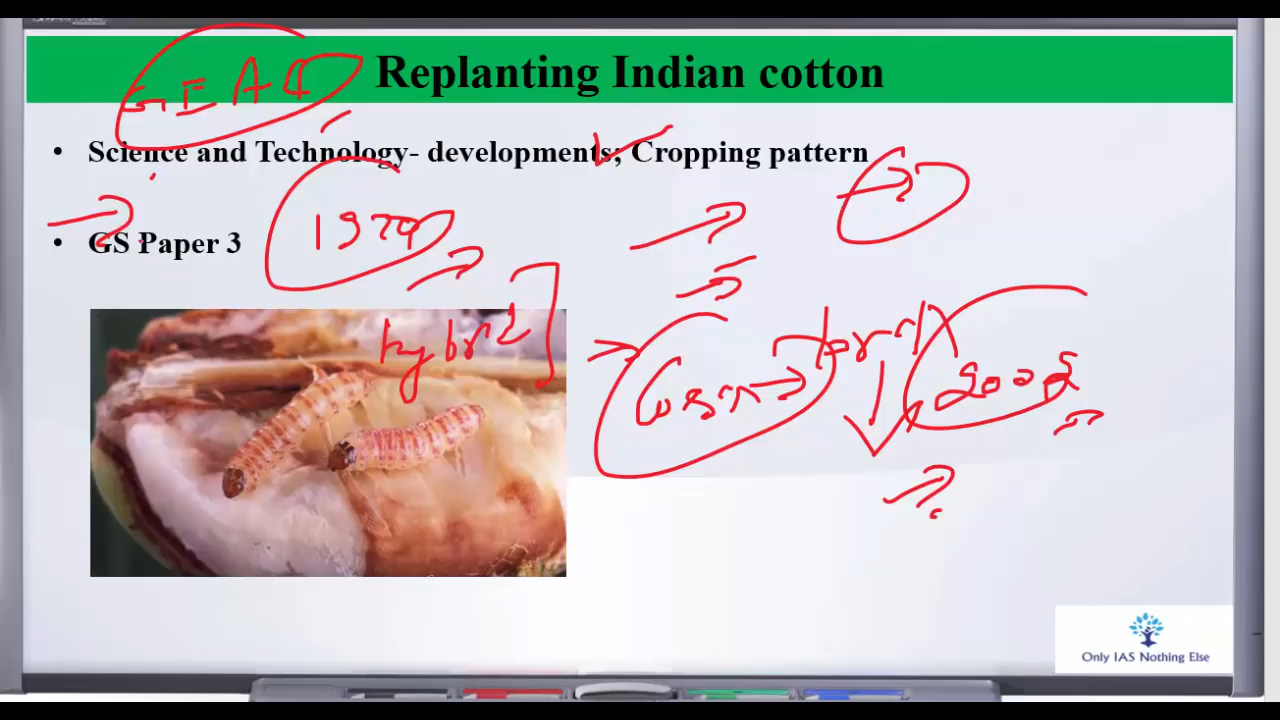 Replanting Indian cotton
GEAC
• Science and Technology- developments; Cropping pattern
• GS Paper 3
1970
hybrid
2002
Only IAS Nothing Else